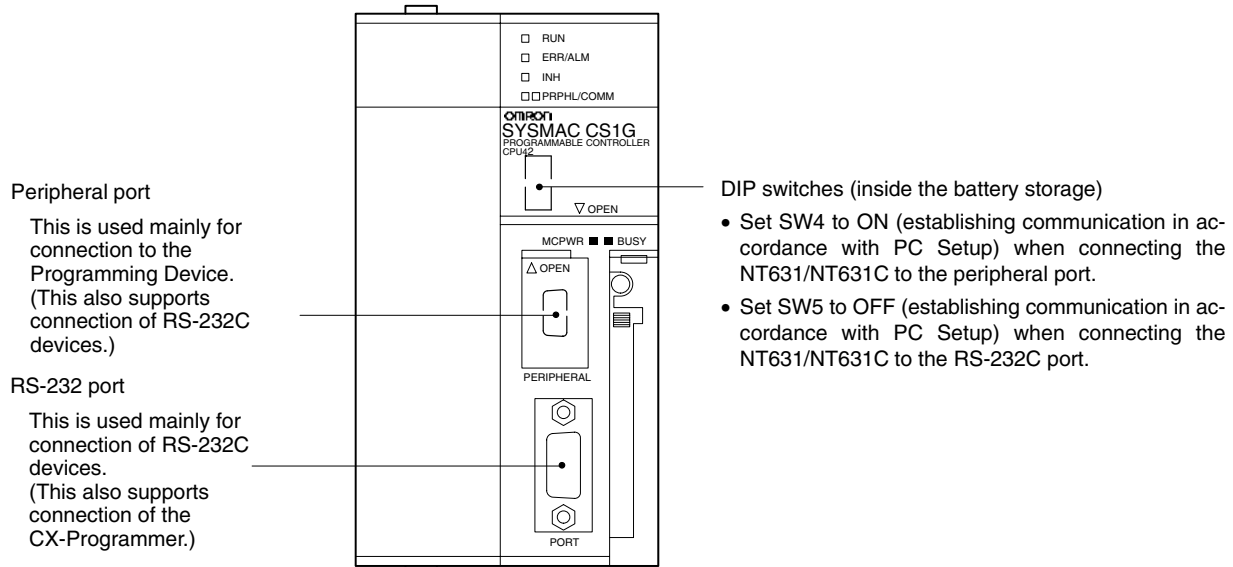 RUN
ERR/ALM
INH
PRPHL/COMM
OMRON
SYSMAC CS1G
PROGRAMMABLE CONTROLLER
CPU42
▽ OPEN
MCPWR ■ ■ BUSY
△ OPEN
PERIPHERAL
PORT
Peripheral port
This is used mainly for
connection to the
Programming Device.
(This also supports
connection of RS-232C
devices.)
RS-232 port
This is used mainly for
connection of RS-232C
devices.
(This also supports
connection of the
CX-Programmer.)
DIP switches (inside the battery storage)
• Set SW4 to ON (establishing communication in ac-
cordance with PC Setup) when connecting the
NT631/NT631C to the peripheral port.
• Set SW5 to OFF (establishing communication in ac-
cordance with PC Setup) when connecting the
NT631/NT631C to the RS-232C port.